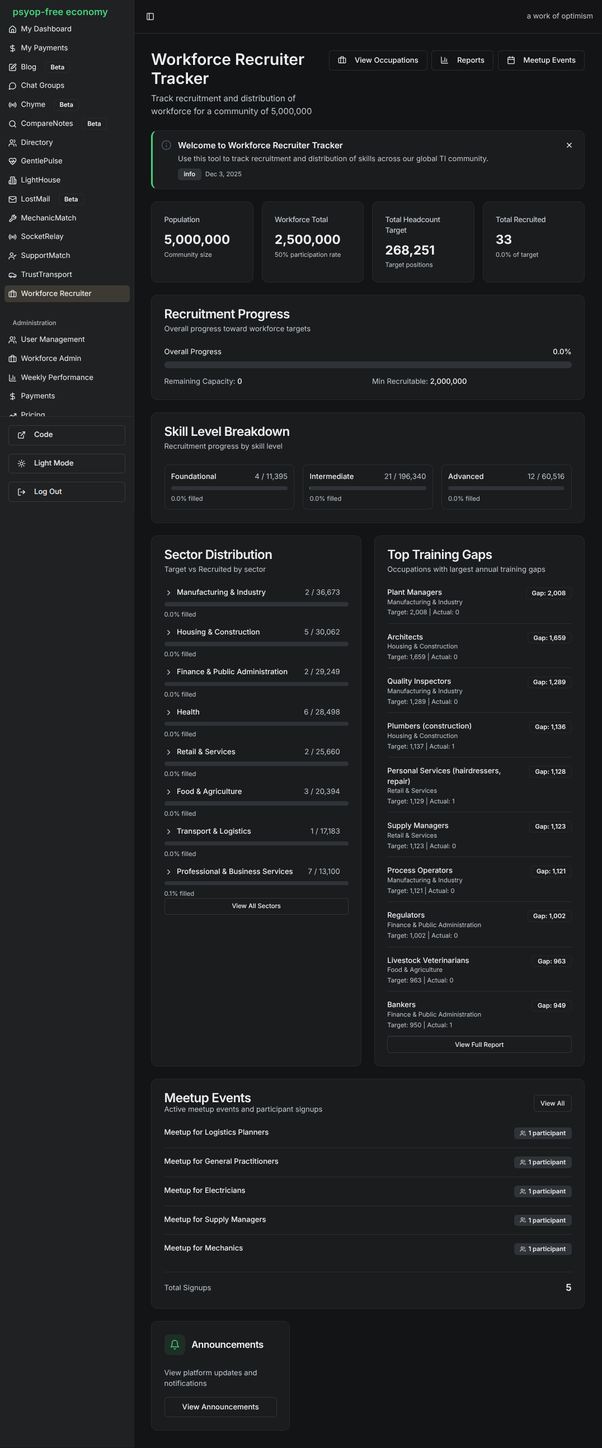 psyop-free economy
My Dashboard
My Payments
Blog Beta
Chat Groups
Chyme Beta
CompareNotes Beta
Directory
GentlePulse
LightHouse
LostMail Beta
MechanicMatch
SocketRelay
SupportMatch
TrustTransport
Workforce Recruiter
Administration
User Management
Workforce Admin
Weekly Performance
Payments
Pricing
Code
Light Mode
Log Out
a work of optimism
Workforce Recruiter
Tracker
Track recruitment and distribution of
workforce for a community of 5,000,000
View Occupations
Reports
Meetup Events
Welcome to Workforce Recruiter Tracker
Use this tool to track recruitment and distribution of skills across our global TI community.
info Dec 3, 2025
Population
5,000,000
Community size
Workforce Total
2,500,000
50% participation rate
Total Headcount
Target
268,251
Target positions
Total Recruited
33
0.0% of target
Recruitment Progress
Overall progress toward workforce targets
Overall Progress 0.0%
Remaining Capacity: 0 Min Recruitable: 2,000,000
Skill Level Breakdown
Recruitment progress by skill level
Foundational 4 / 11,395
0.0% filled
Intermediate 21 / 196,340
0.0% filled
Advanced 12 / 60,516
0.0% filled
Sector Distribution
Target vs Recruited by sector
Manufacturing & Industry 2 / 36,673
0.0% filled
Housing & Construction 5 / 30,062
0.0% filled
Finance & Public Administration 2 / 29,249
0.0% filled
Health 6 / 28,498
0.0% filled
Retail & Services 2 / 25,660
0.0% filled
Food & Agriculture 3 / 20,394
0.0% filled
Transport & Logistics 1 / 17,183
0.0% filled
Professional & Business Services 7 / 13,100
0.1% filled
View All Sectors
Top Training Gaps
Occupations with largest annual training gaps
Plant Managers Gap: 2,008
Manufacturing & Industry
Target: 2,008 | Actual: 0
Architects Gap: 1,659
Housing & Construction
Target: 1,659 | Actual: 0
Quality Inspectors Gap: 1,289
Manufacturing & Industry
Target: 1,289 | Actual: 0
Plumbers (construction) Gap: 1,136
Housing & Construction
Target: 1,137 | Actual: 1
Personal Services (hairdressers, Gap: 1,128
repair)
Retail & Services
Target: 1,129 | Actual: 1
Supply Managers Gap: 1,123
Retail & Services
Target: 1,123 | Actual: 0
Process Operators Gap: 1,121
Manufacturing & Industry
Target: 1,121 | Actual: 0
Regulators Gap: 1,002
Finance & Public Administration
Target: 1,002 | Actual: 0
Livestock Veterinarians Gap: 963
Food & Agriculture
Target: 963 | Actual: 0
Bankers Gap: 949
Finance & Public Administration
Target: 950 | Actual: 1
View Full Report
Meetup Events
Active meetup events and participant signups
View All
Meetup for Logistics Planners 1 participant
Meetup for General Practitioners 1 participant
Meetup for Electricians 1 participant
Meetup for Supply Managers 1 participant
Meetup for Mechanics 1 participant
Total Signups 5
Announcements
View platform updates and
notifications
View Announcements